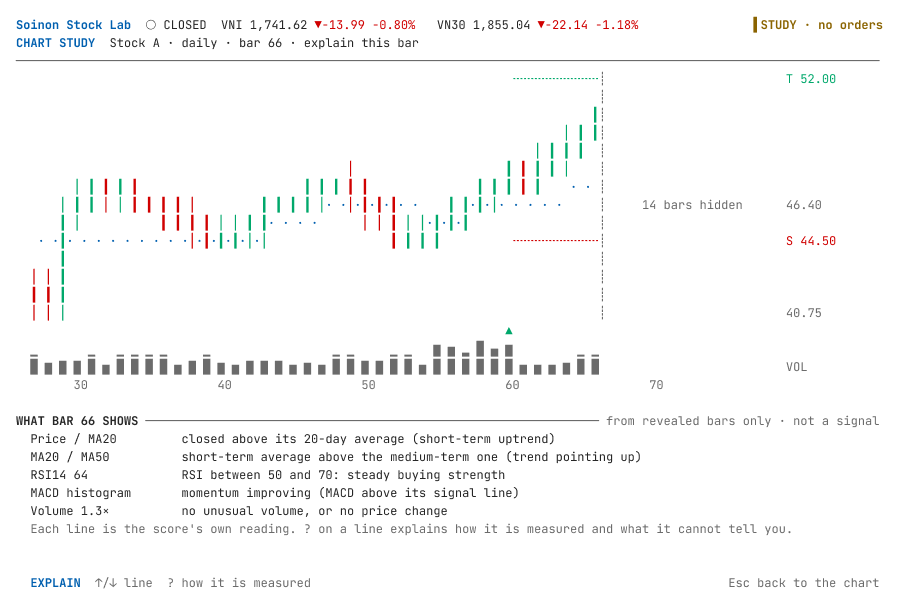 Soinon Stock Lab  ○ CLOSED  VNI 1,741.62 ▼-13.99 -0.80%  VN30 1,855.04 ▼-22.14 -1.18%  STUDY · no orders
CHART STUDY  Stock A · daily · bar 66 · explain this bar
T 52.00
14 bars hidden  46.40
S 44.50
40.75
VOL
30 40 50 60 70
WHAT BAR 66 SHOWS  from revealed bars only · not a signal
Price / MA20  closed above its 20-day average (short-term uptrend)
MA20 / MA50  short-term average above the medium-term one (trend pointing up)
RSI14 64  RSI between 50 and 70: steady buying strength
MACD histogram  momentum improving (MACD above its signal line)
Volume 1.3×  no unusual volume, or no price change
Each line is the score's own reading. ? on a line explains how it is measured and what it cannot tell you.
EXPLAIN  ↑/↓ line  ? how it is measured  Esc back to the chart